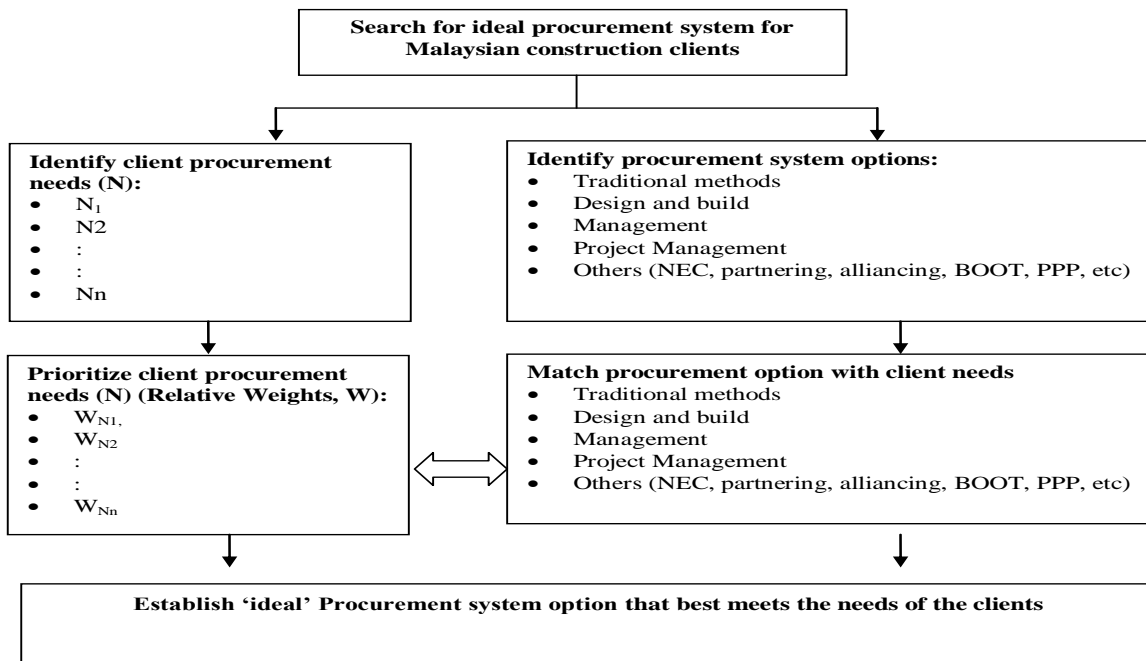 Search for ideal procurement system for
Malaysian construction clients
Identify client procurement
needs (N):
• N₁
• N2
• :
• :
• Nn
Identify procurement system options:
• Traditional methods
• Design and build
• Management
• Project Management
• Others (NEC, partnering, alliancing, BOOT, PPP, etc)
Prioritize client procurement
needs (N) (Relative Weights, W):
• W_N1,
• W_N2
• :
• :
• W_Nn
Match procurement option with client needs
• Traditional methods
• Design and build
• Management
• Project Management
• Others (NEC, partnering, alliancing, BOOT, PPP, etc)
Establish ‘ideal’ Procurement system option that best meets the needs of the clients